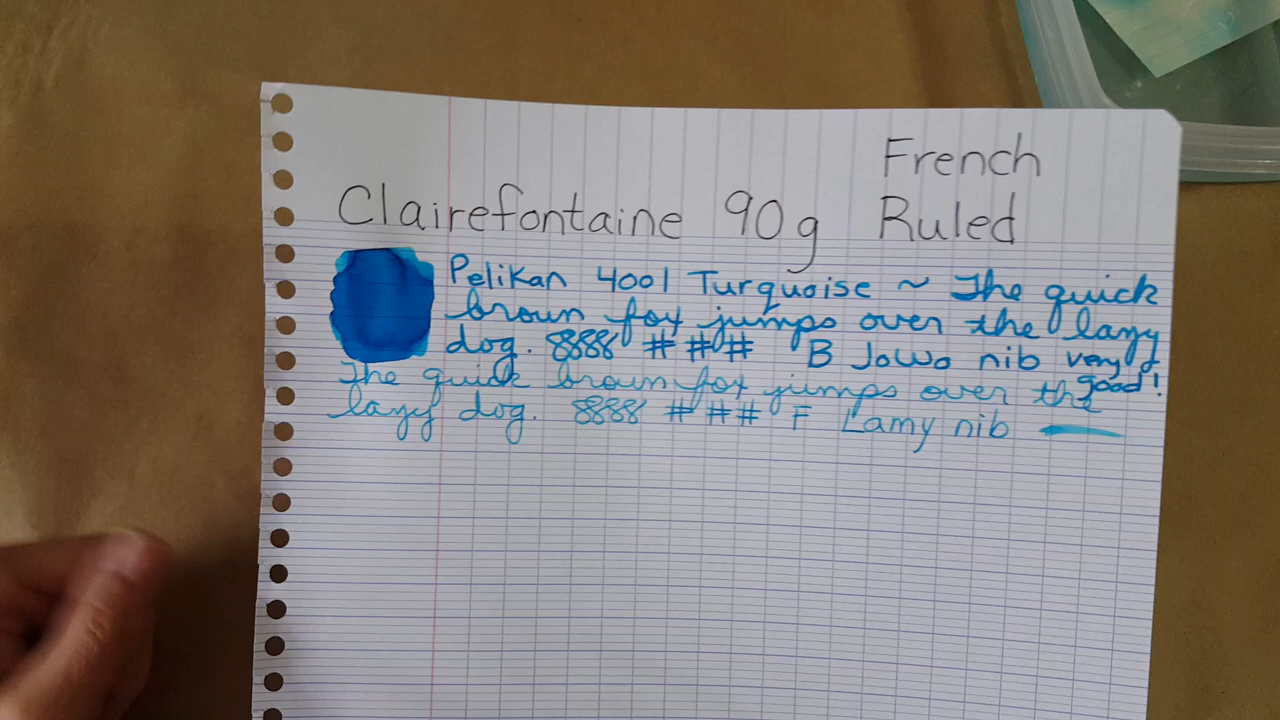 French
Clairefontaine 90g Ruled
Pelikan 4001 Turquoise ~ The quick
brown fox jumps over the lazy
dog. 8888 # # # B JoWo nib very
good!
The quick brown fox jumps over the
lazy dog. 8888 # # # F Lamy nib